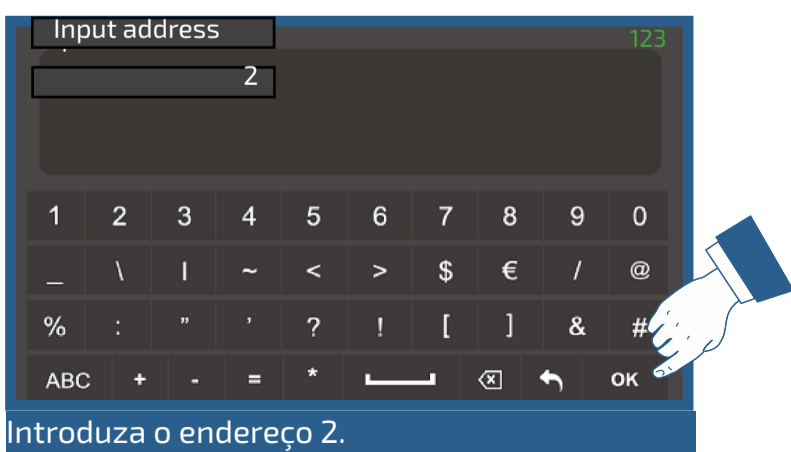 Input address
123
2
1 2 3 4 5 6 7 8 9 0
_ \ | ~ < > $ € / @
% : " ' ? ! [ ] & #
ABC + - = * OK
Introduza o endereço 2.